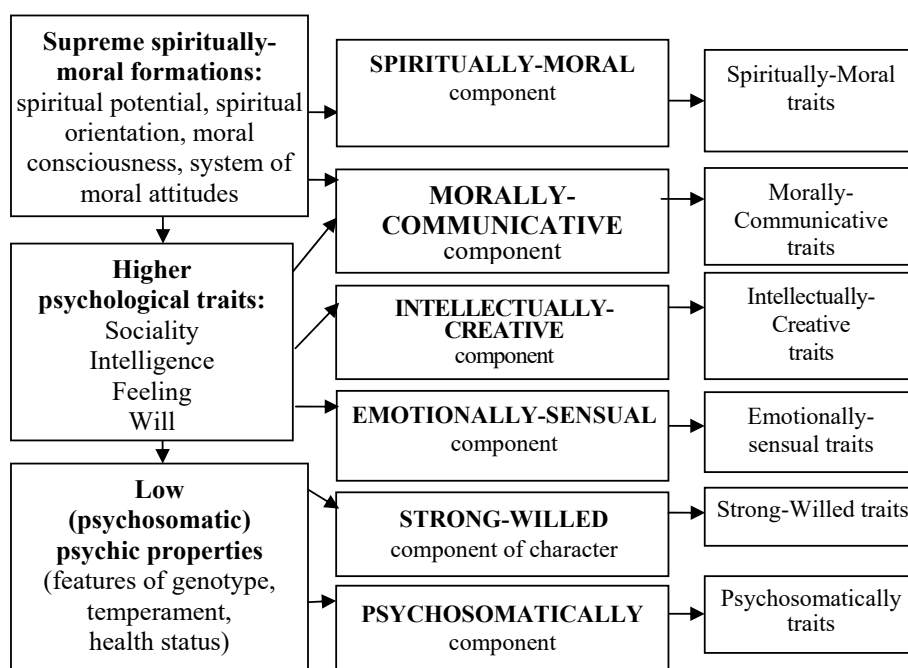 Supreme spiritually-
moral formations:
spiritual potential, spiritual
orientation, moral
consciousness, system of
moral attitudes
SPIRITUALLY-MORAL
component
Spiritually-Moral
traits
MORALLY-
COMMUNICATIVE
component
Morally-
Communicative
traits
Higher
psychological traits:
Sociality
Intelligence
Feeling
Will
INTELLECTUALLY-
CREATIVE
component
Intellectually-
Creative
traits
EMOTIONALLY-SENSUAL
component
Emotionally-
sensual traits
Low
(psychosomatic)
psychic properties
(features of genotype,
temperament,
health status)
STRONG-WILLED
component of character
Strong-Willed traits
PSYCHOSOMATICALLY
component
Psychosomatically
traits